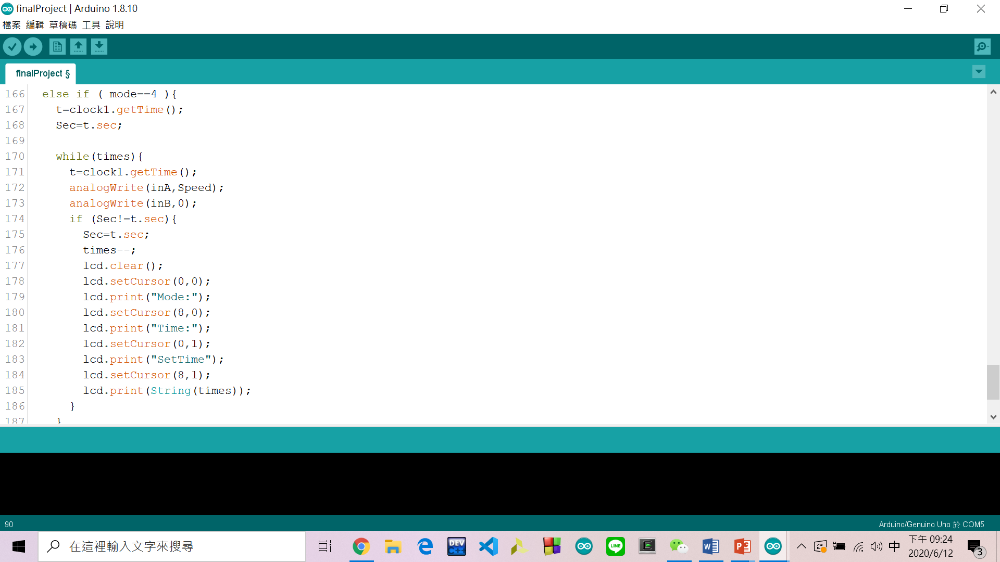 finalProject | Arduino 1.8.10
檔案 編輯 草稿碼 工具 說明
finalProject §
166 else if ( mode==4 ){
167 t=clock1.getTime();
168 Sec=t.sec;
169
170 while(times){
171 t=clock1.getTime();
172 analogWrite(inA,Speed);
173 analogWrite(inB,0);
174 if (Sec!=t.sec){
175 Sec=t.sec;
176 times--;
177 lcd.clear();
178 lcd.setCursor(0,0);
179 lcd.print("Mode:");
180 lcd.setCursor(8,0);
181 lcd.print("Time:");
182 lcd.setCursor(0,1);
183 lcd.print("SetTime");
184 lcd.setCursor(8,1);
185 lcd.print(String(times));
186 }
187 }
90
Arduino/Genuino Uno 於 COM5
在這裡輸入文字來搜尋
DEV C++
LINE
中
下午 09:24
2020/6/12
3